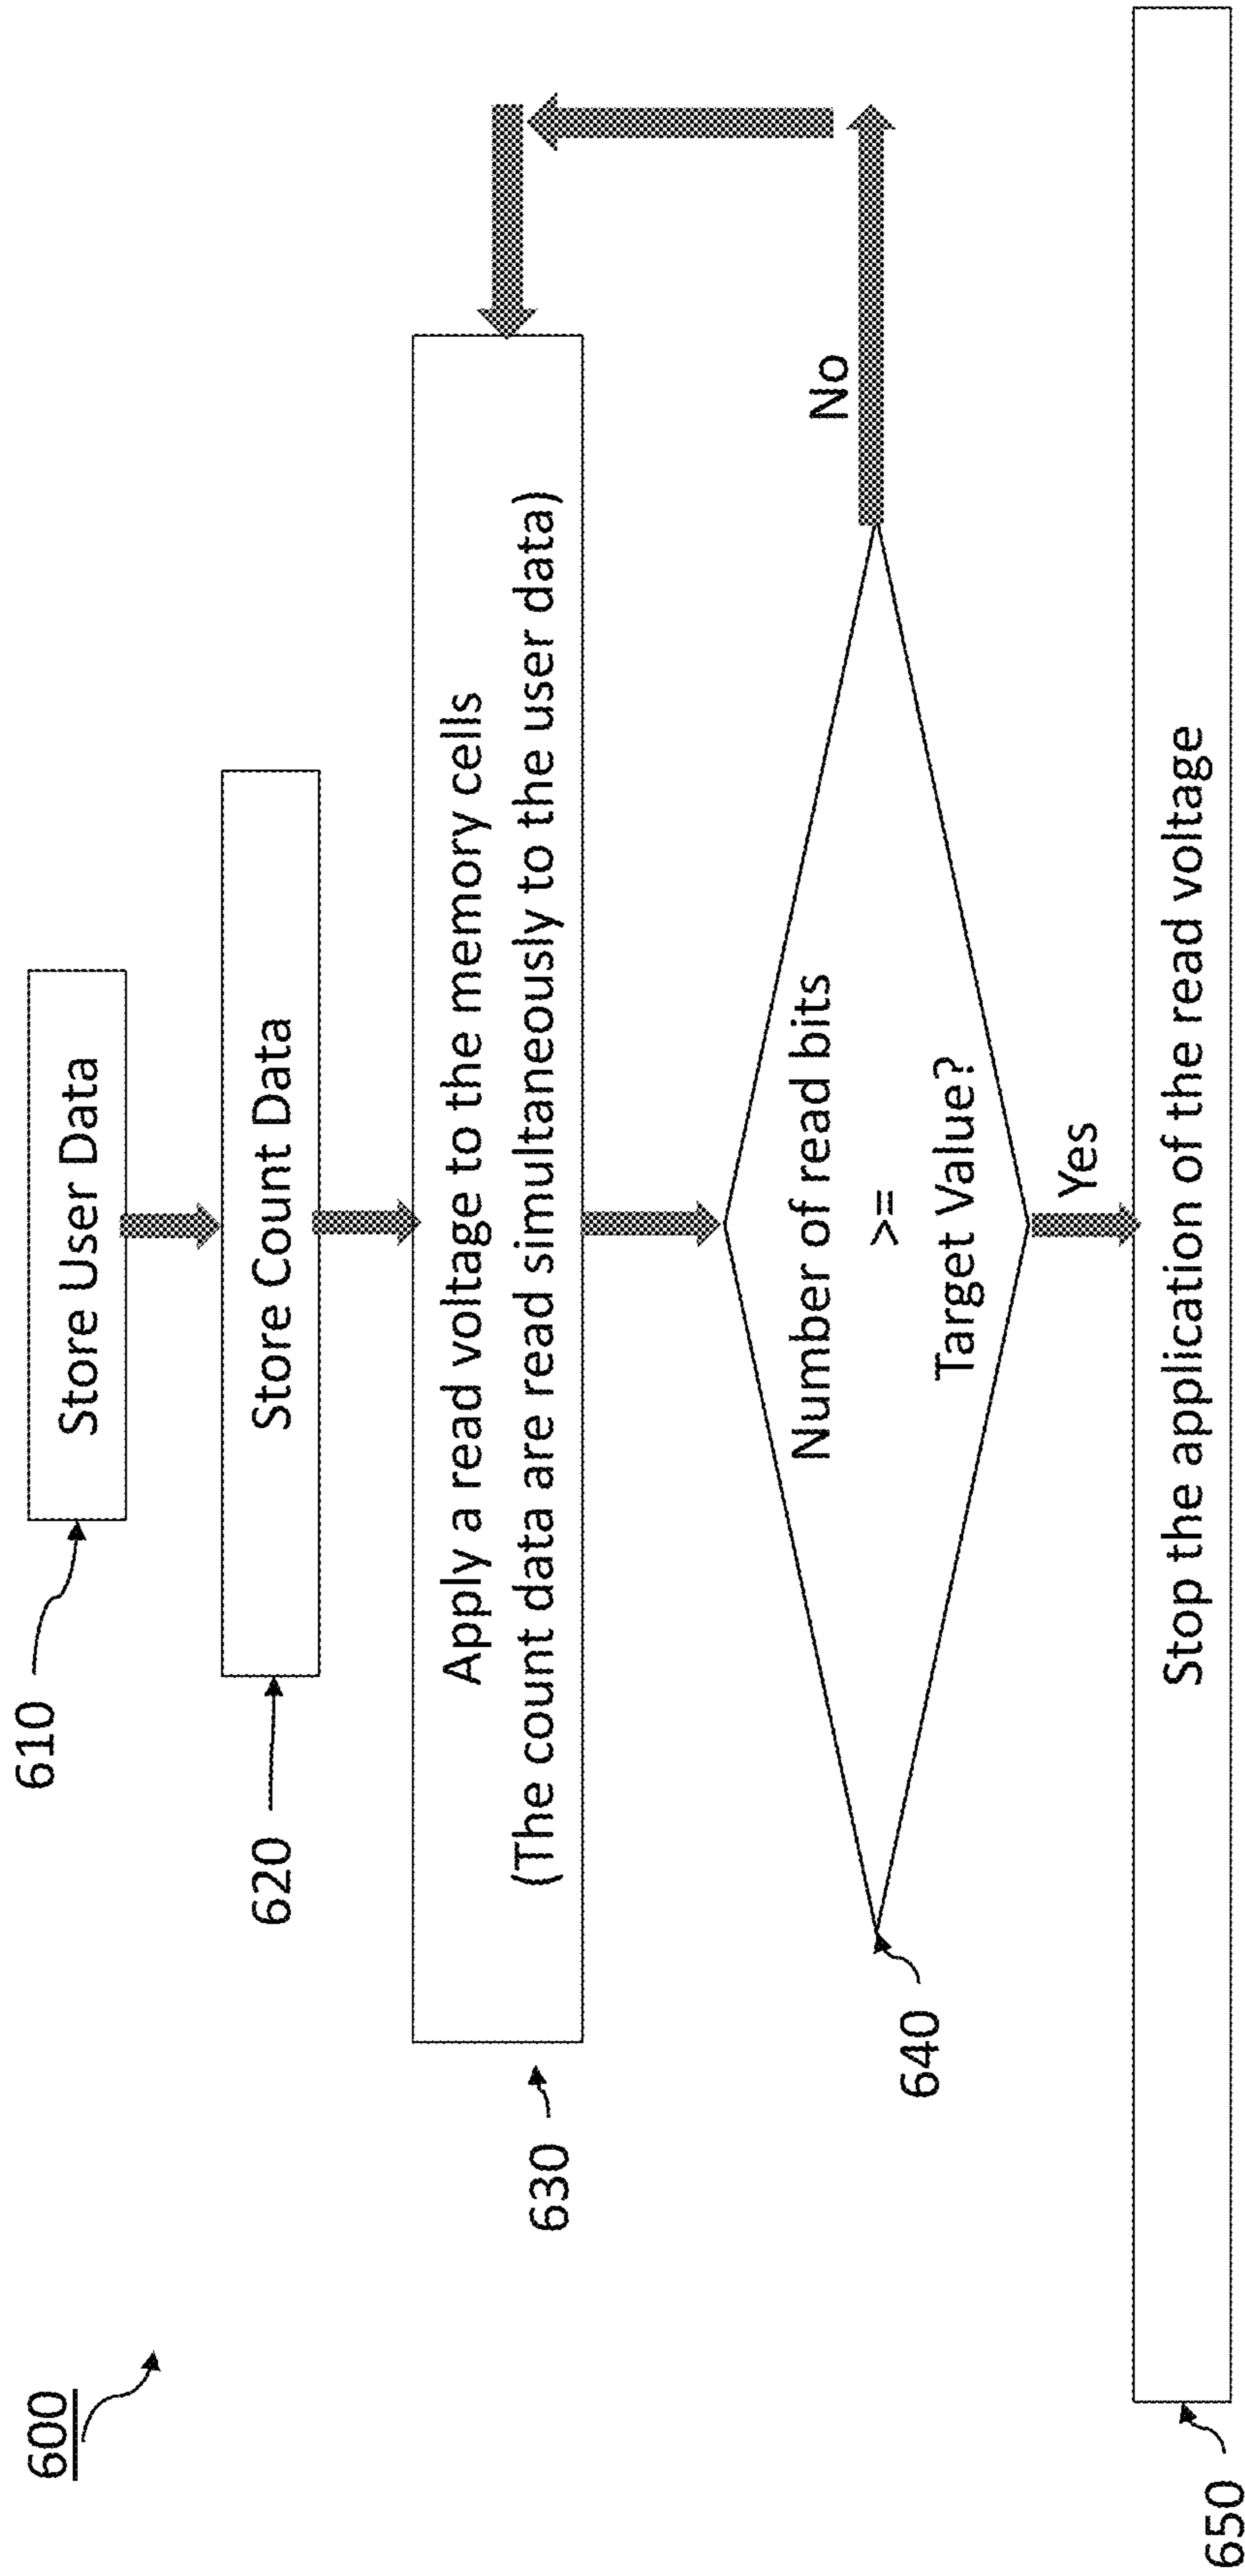 600
610
Store User Data
620
Store Count Data
630
Apply a read voltage to the memory cells
(The count data are read simultaneously to the user data)
640
Number of read bits
>=
Target Value?
No
Yes
650
Stop the application of the read voltage